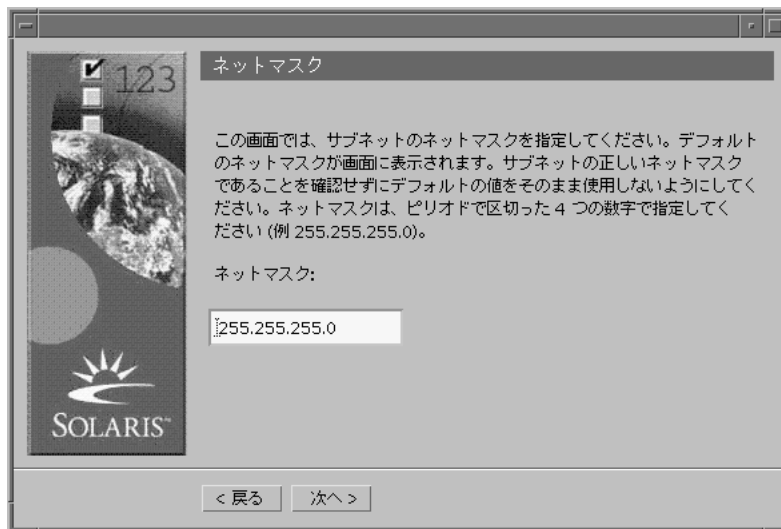 123
SOLARIS™
ネットマスク
この画面では、サブネットのネットマスクを指定してください。デフォルト
のネットマスクが画面に表示されます。サブネットの正しいネットマスク
であることを確認せずにデフォルトの値をそのまま使用しないようにしてく
ださい。ネットマスクは、ピリオドで区切った 4 つの数字で指定してく
ださい (例 255.255.255.0)。
ネットマスク:
255.255.255.0
< 戻る
次へ >